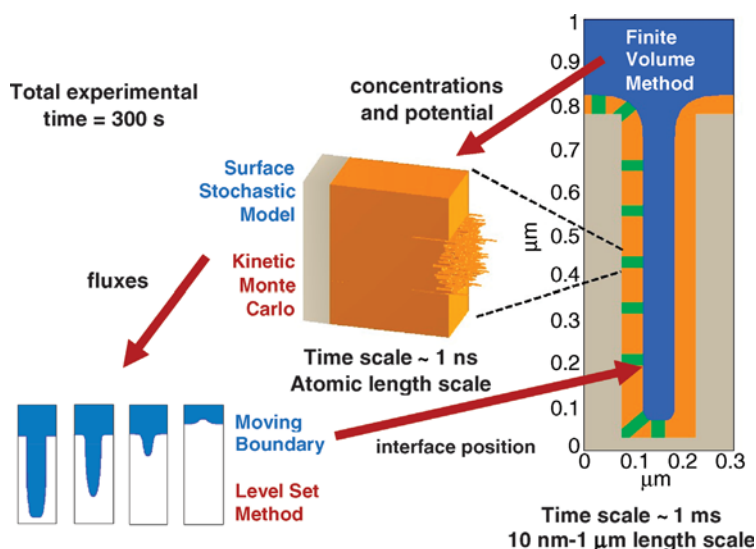 Total experimental
time = 300 s
concentrations
and potential
Surface
Stochastic
Model
Kinetic
Monte
Carlo
fluxes
Time scale ~ 1 ns
Atomic length scale
Moving
Boundary
Level Set
Method
interface position
Finite
Volume
Method
1
0.9
0.8
0.7
0.6
0.5
0.4
0.3
0.2
0.1
0
µm
0 0.1 0.2 0.3
µm
Time scale ~ 1 ms
10 nm-1 µm length scale